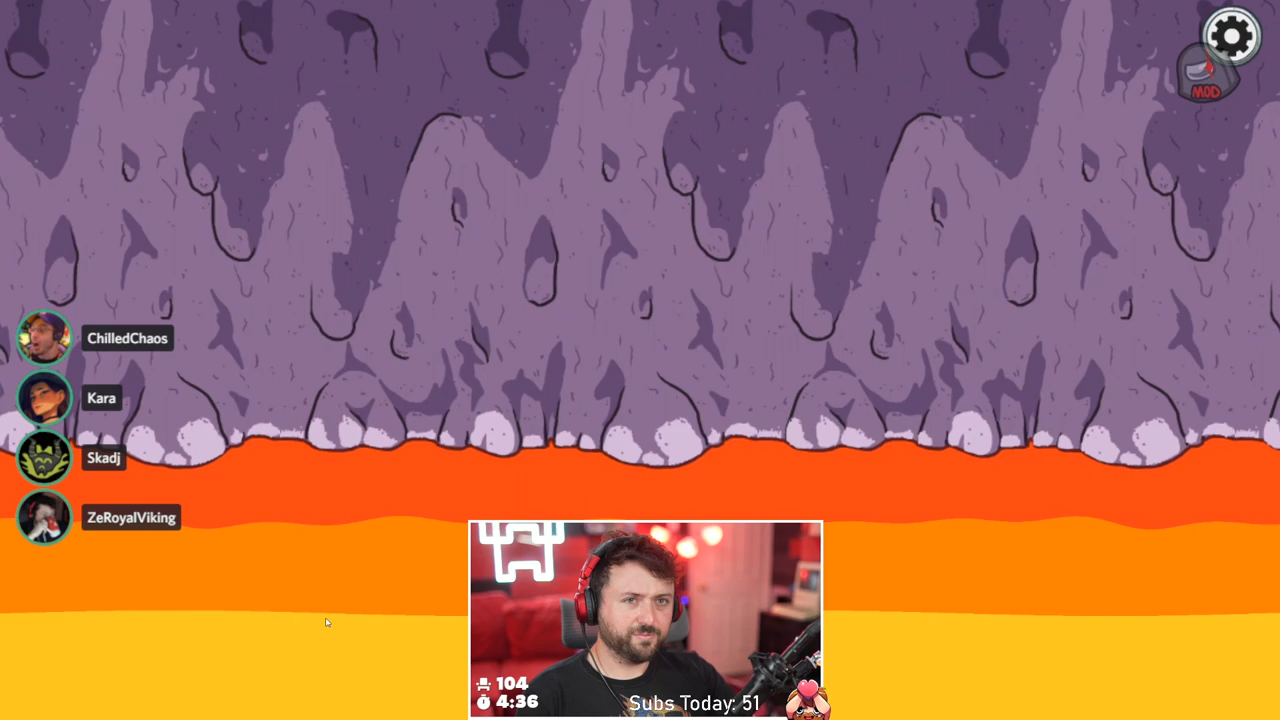 MOD
ChilledChaos
Kara
Skadj
ZeRoyalViking
104
4:36
Subs Today: 51